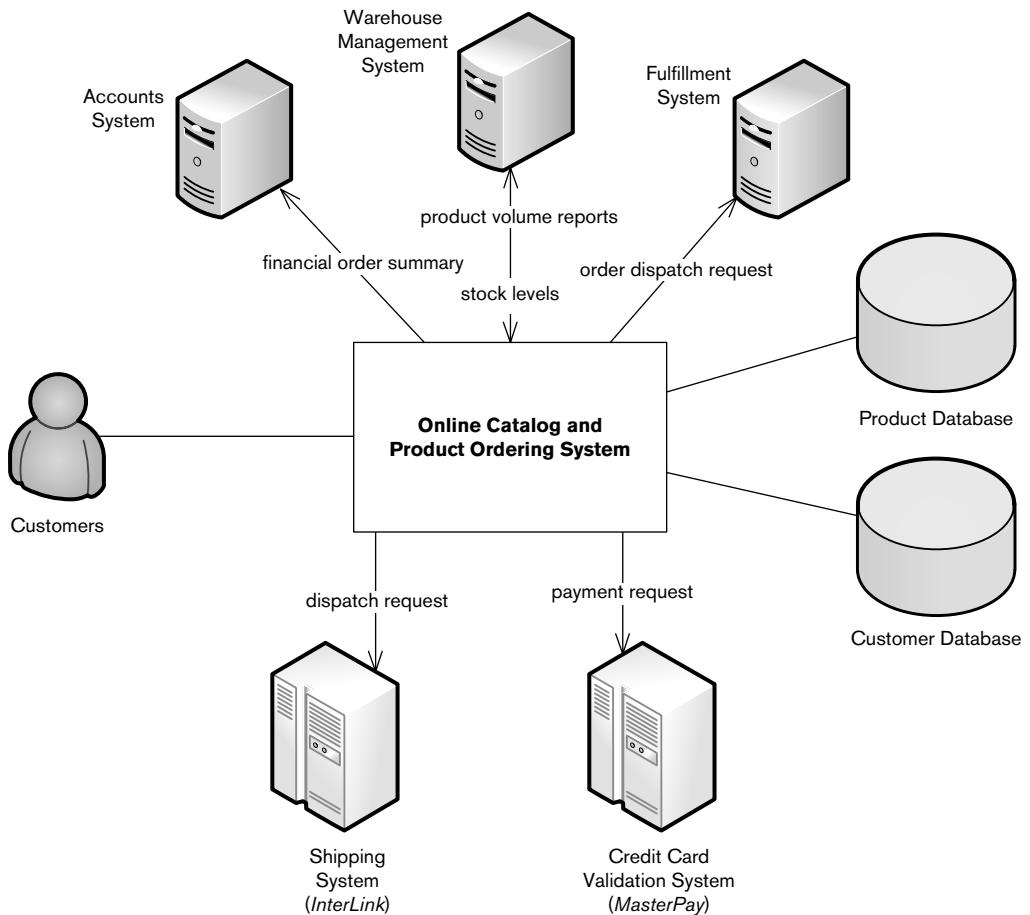 Warehouse
Management
System
Accounts
System
Fulfillment
System
product volume reports
financial order summary
order dispatch request
stock levels
Online Catalog and
Product Ordering System
Product Database
Customers
dispatch request
payment request
Customer Database
Shipping
System
(InterLink)
Credit Card
Validation System
(MasterPay)